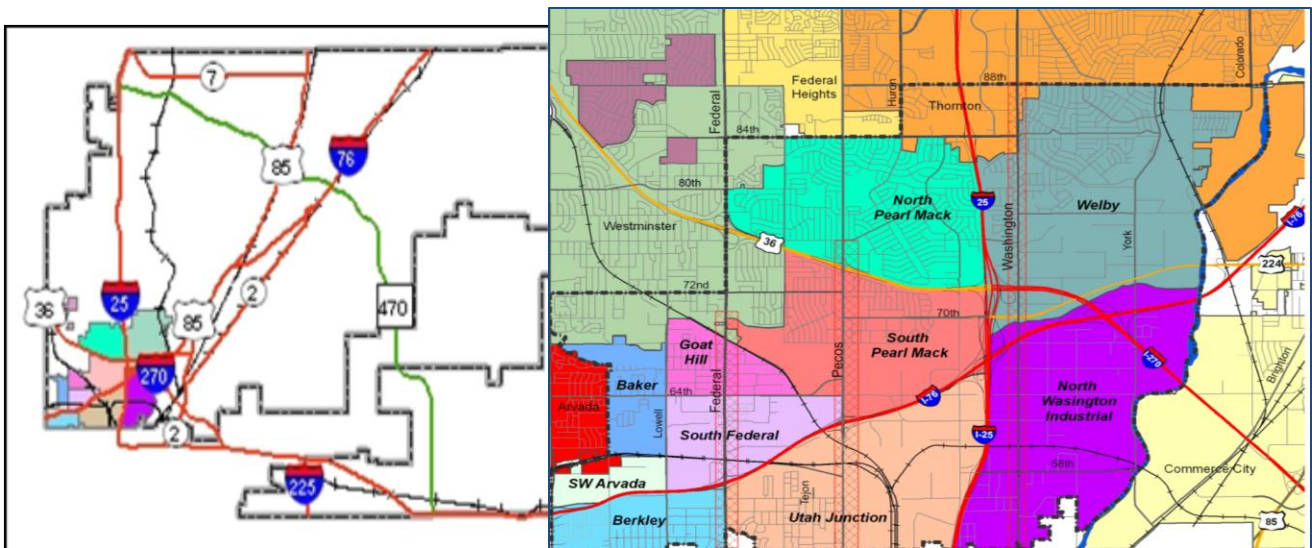 7
85
76
2
25
36
85
470
270
2
225
Federal
Heights
Federal
Huron
88th
Colorado
Thornton
84th
80th
North
Pearl Mack
25
Washington
Welby
Westminster
36
York
I-76
224
72nd
70th
Goat
Hill
South
Pearl Mack
Pecos
I-270
Baker
Federal
64th
I-76
North
Wasington
Industrial
Brighton
Arvada
Lowell
South Federal
I-25
58th
Commerce City
SW Arvada
Tejon
Berkley
Utah Junction
85